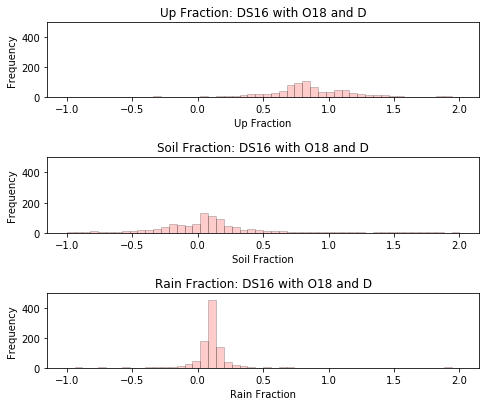 Up Fraction: DS16 with O18 and D
400
200
0
Frequency
-1.0 -0.5 0.0 0.5 1.0 1.5 2.0
Up Fraction
Soil Fraction: DS16 with O18 and D
400
200
0
Frequency
-1.0 -0.5 0.0 0.5 1.0 1.5 2.0
Soil Fraction
Rain Fraction: DS16 with O18 and D
400
200
0
Frequency
-1.0 -0.5 0.0 0.5 1.0 1.5 2.0
Rain Fraction